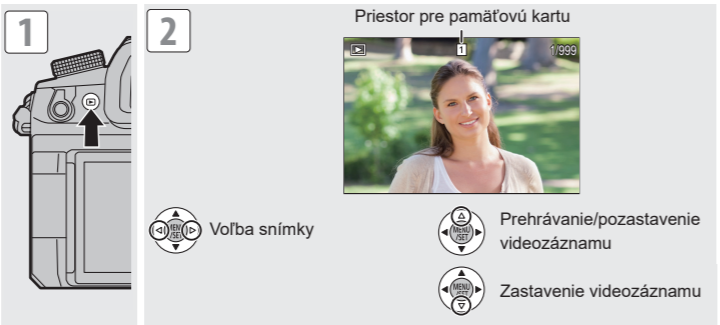 1
2
Priestor pre pamäťovú kartu
1
1/999
MENU
/SET
Voľba snímky
MENU
/SET
Prehrávanie/pozastavenie
videozáznamu
MENU
/SET
Zastavenie videozáznamu